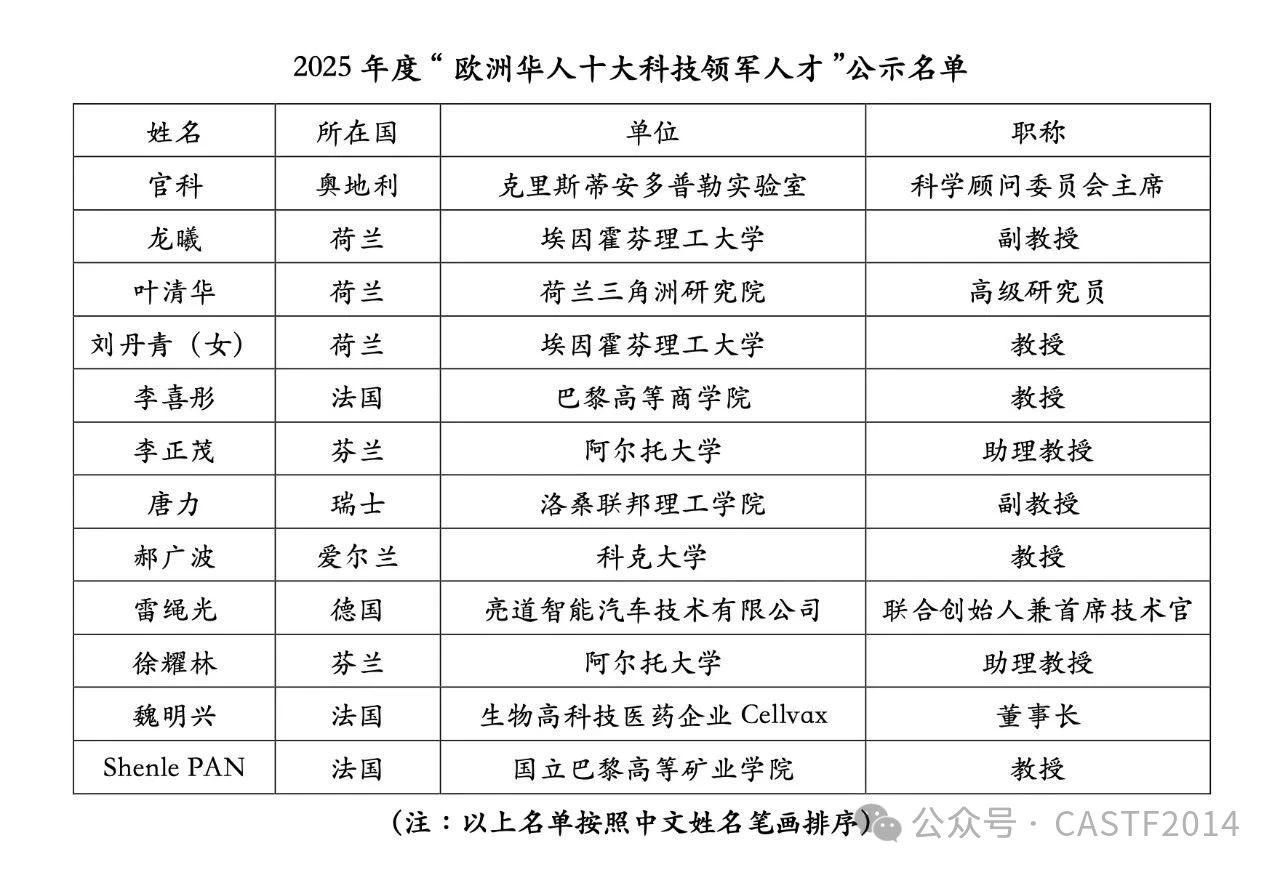 2025 年度“ 欧洲华人十大科技领军人才 ”公示名单
姓名 所在国 单位 职称
官科 奥地利 克里斯蒂安多普勒实验室 科学顾问委员会主席
龙曦 荷兰 埃因霍芬理工大学 副教授
叶清华 荷兰 荷兰三角洲研究院 高级研究员
刘丹青（女） 荷兰 埃因霍芬理工大学 教授
李喜彤 法国 巴黎高等商学院 教授
李正茂 芬兰 阿尔托大学 助理教授
唐力 瑞士 洛桑联邦理工学院 副教授
郝广波 爱尔兰 科克大学 教授
雷绳光 德国 亮道智能汽车技术有限公司 联合创始人兼首席技术官
徐耀林 芬兰 阿尔托大学 助理教授
魏明兴 法国 生物高科技医药企业 Cellvax 董事长
Shenle PAN 法国 国立巴黎高等矿业学院 教授
（注：以上名单按照中文姓名笔画排序）
公众号 · CASTF2014